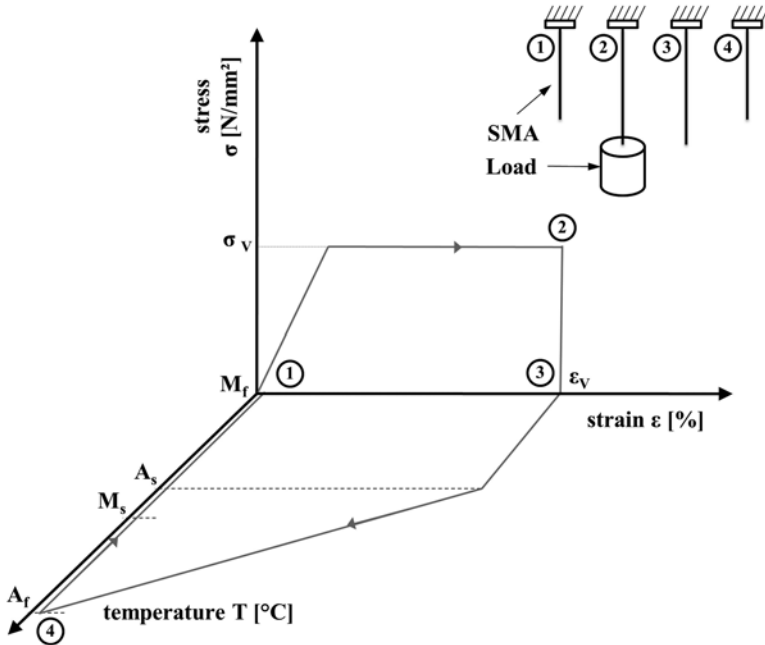 1 2 3 4
stress
σ [N/mm²]
SMA
Load
σ V
2
M f
1
3
ε V
strain ε [%]
A s
M s
A f
temperature T [°C]
4